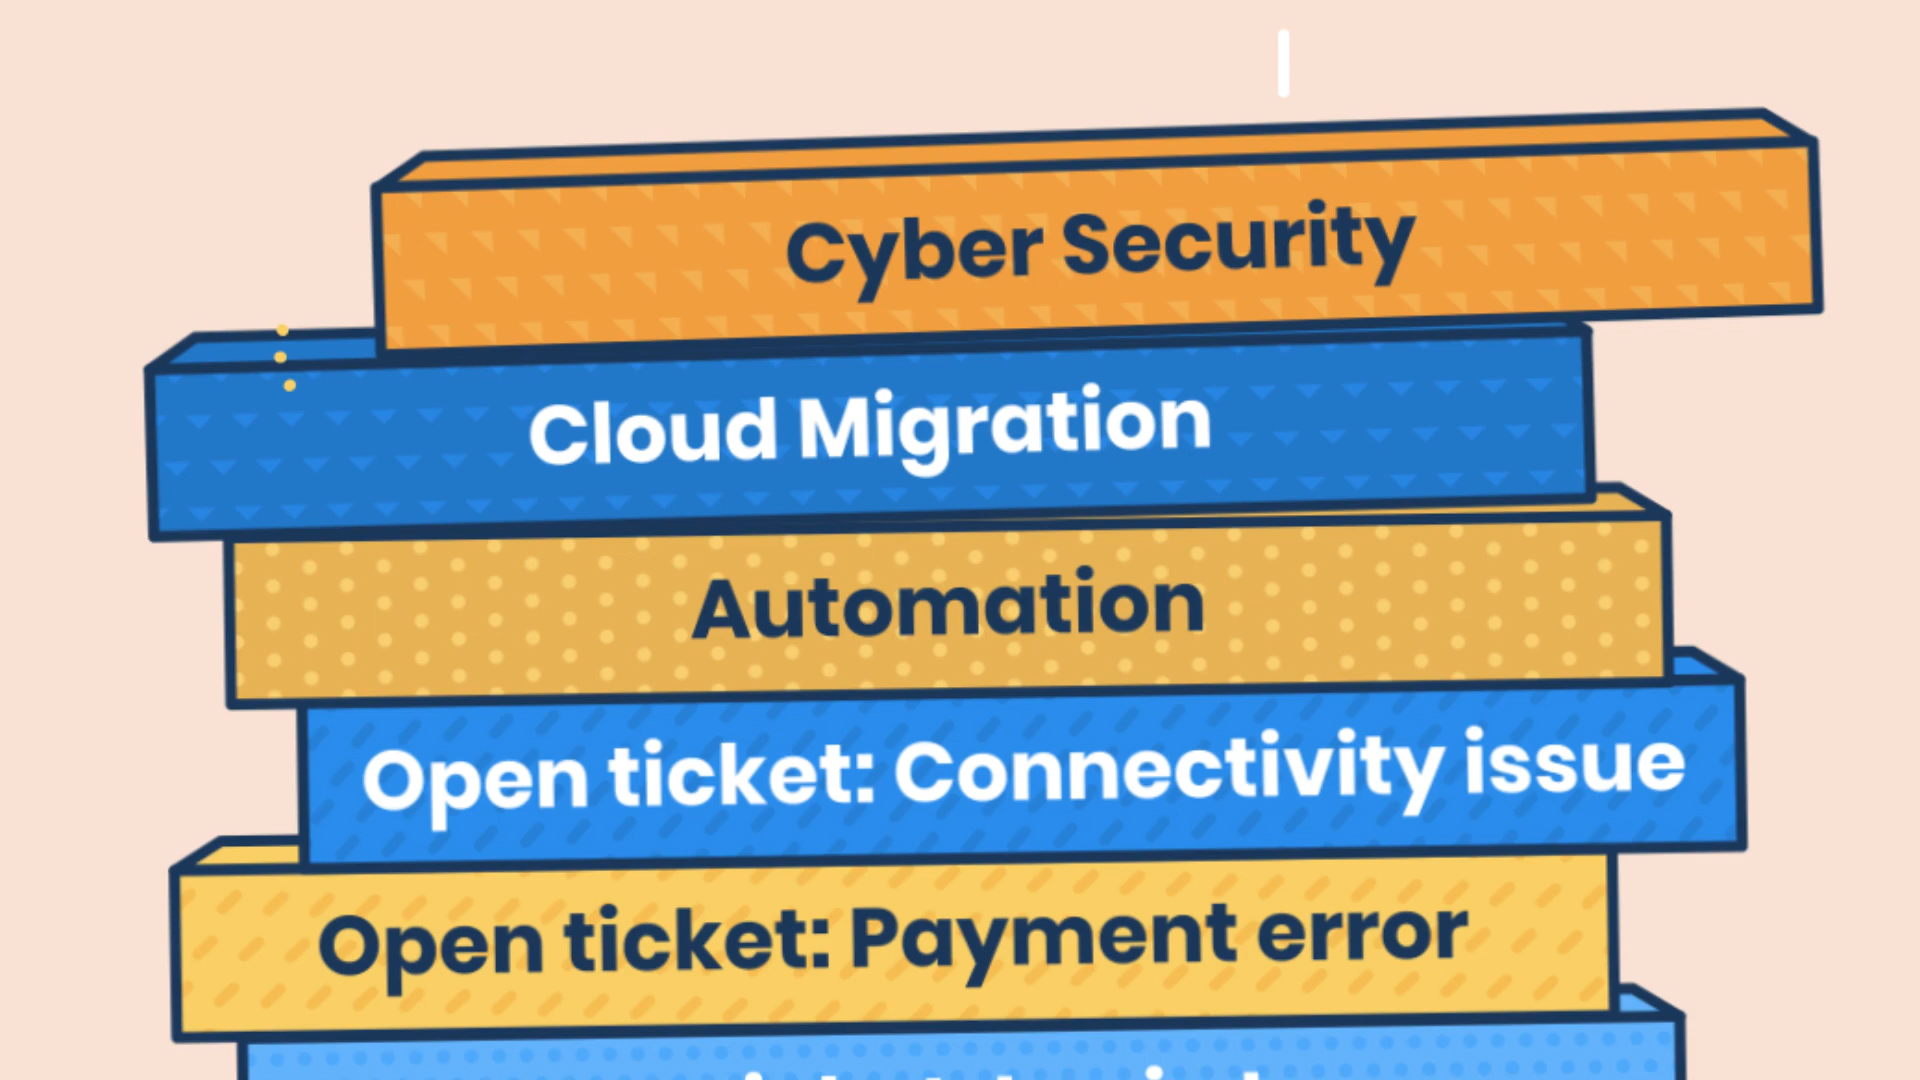 Cyber Security
Cloud Migration
Automation
Open ticket: Connectivity issue
Open ticket: Payment error